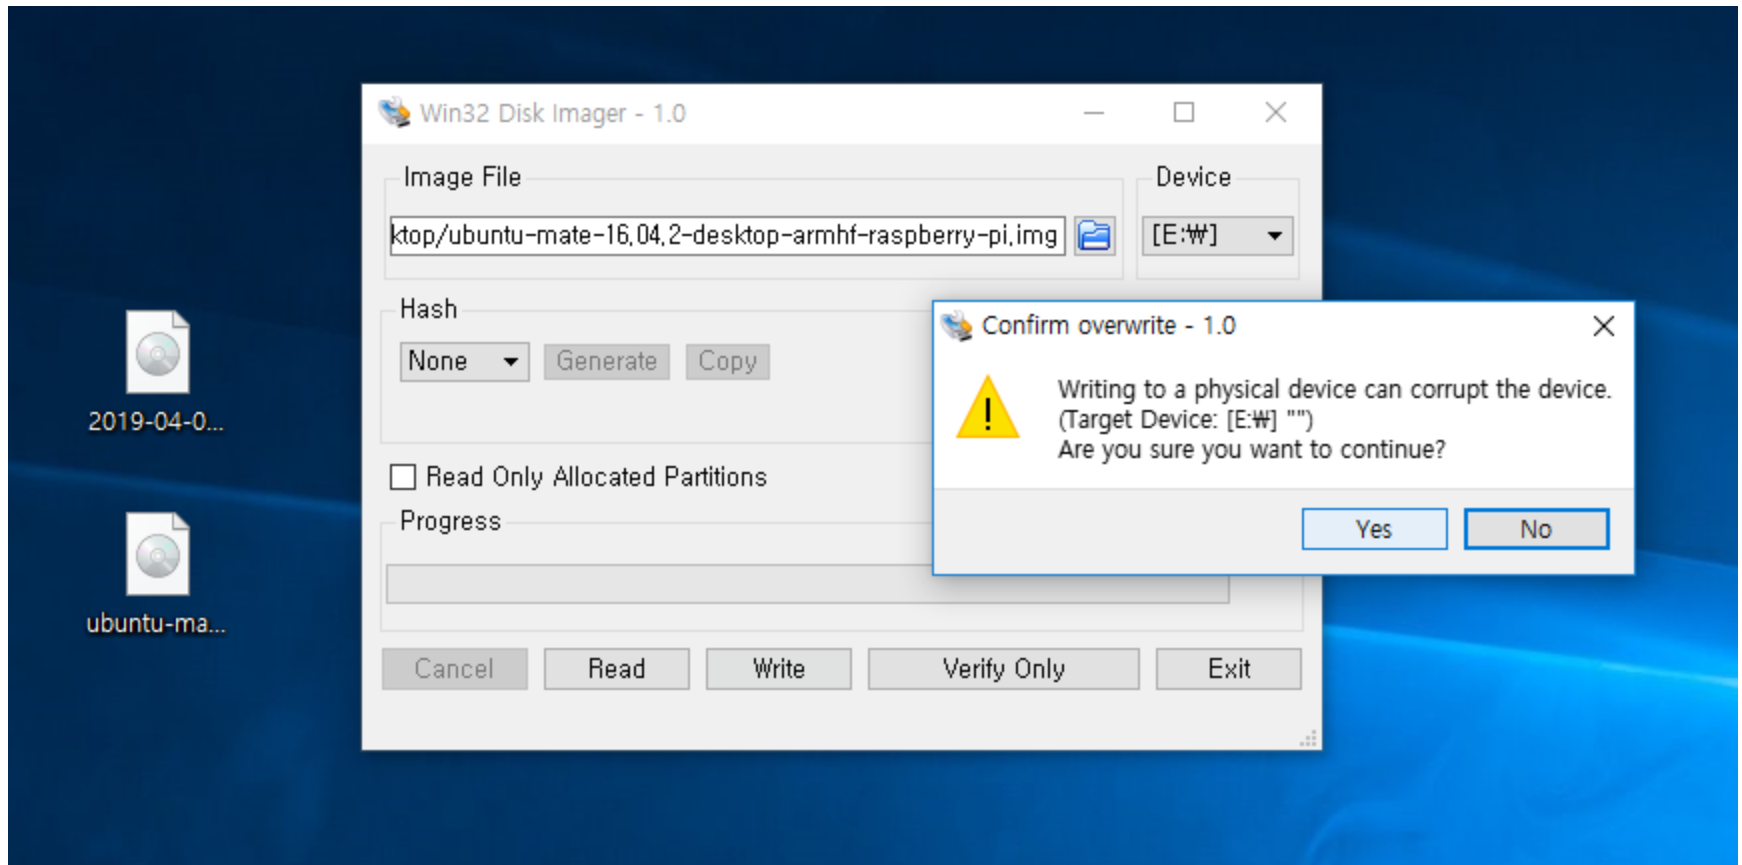 Win32 Disk Imager - 1.0
Image File
Device
ktop/ubuntu-mate-16.04.2-desktop-armhf-raspberry-pi.img
[E:₩]
Hash
None
Generate
Copy
Confirm overwrite - 1.0
Writing to a physical device can corrupt the device.
(Target Device: [E:₩] "")
Are you sure you want to continue?
Yes
No
Read Only Allocated Partitions
Progress
Cancel
Read
Write
Verify Only
Exit
2019-04-0...
ubuntu-ma...